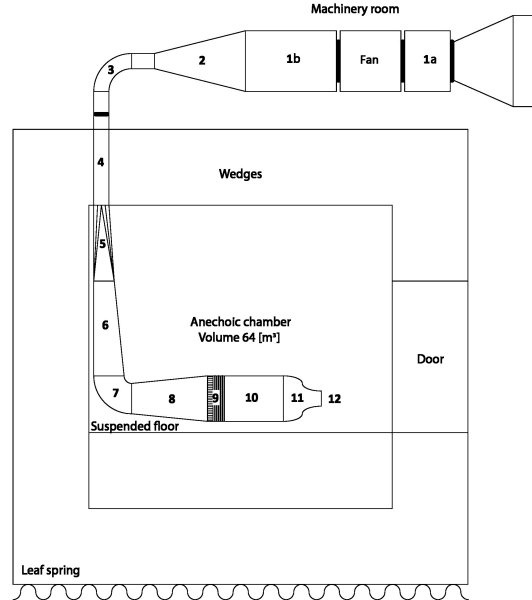 Machinery room
3
2
1b
Fan
1a
4
Wedges
5
Anechoic chamber
Volume 64 [m³]
6
Door
7
8
9
10
11
12
Suspended floor
Leaf spring